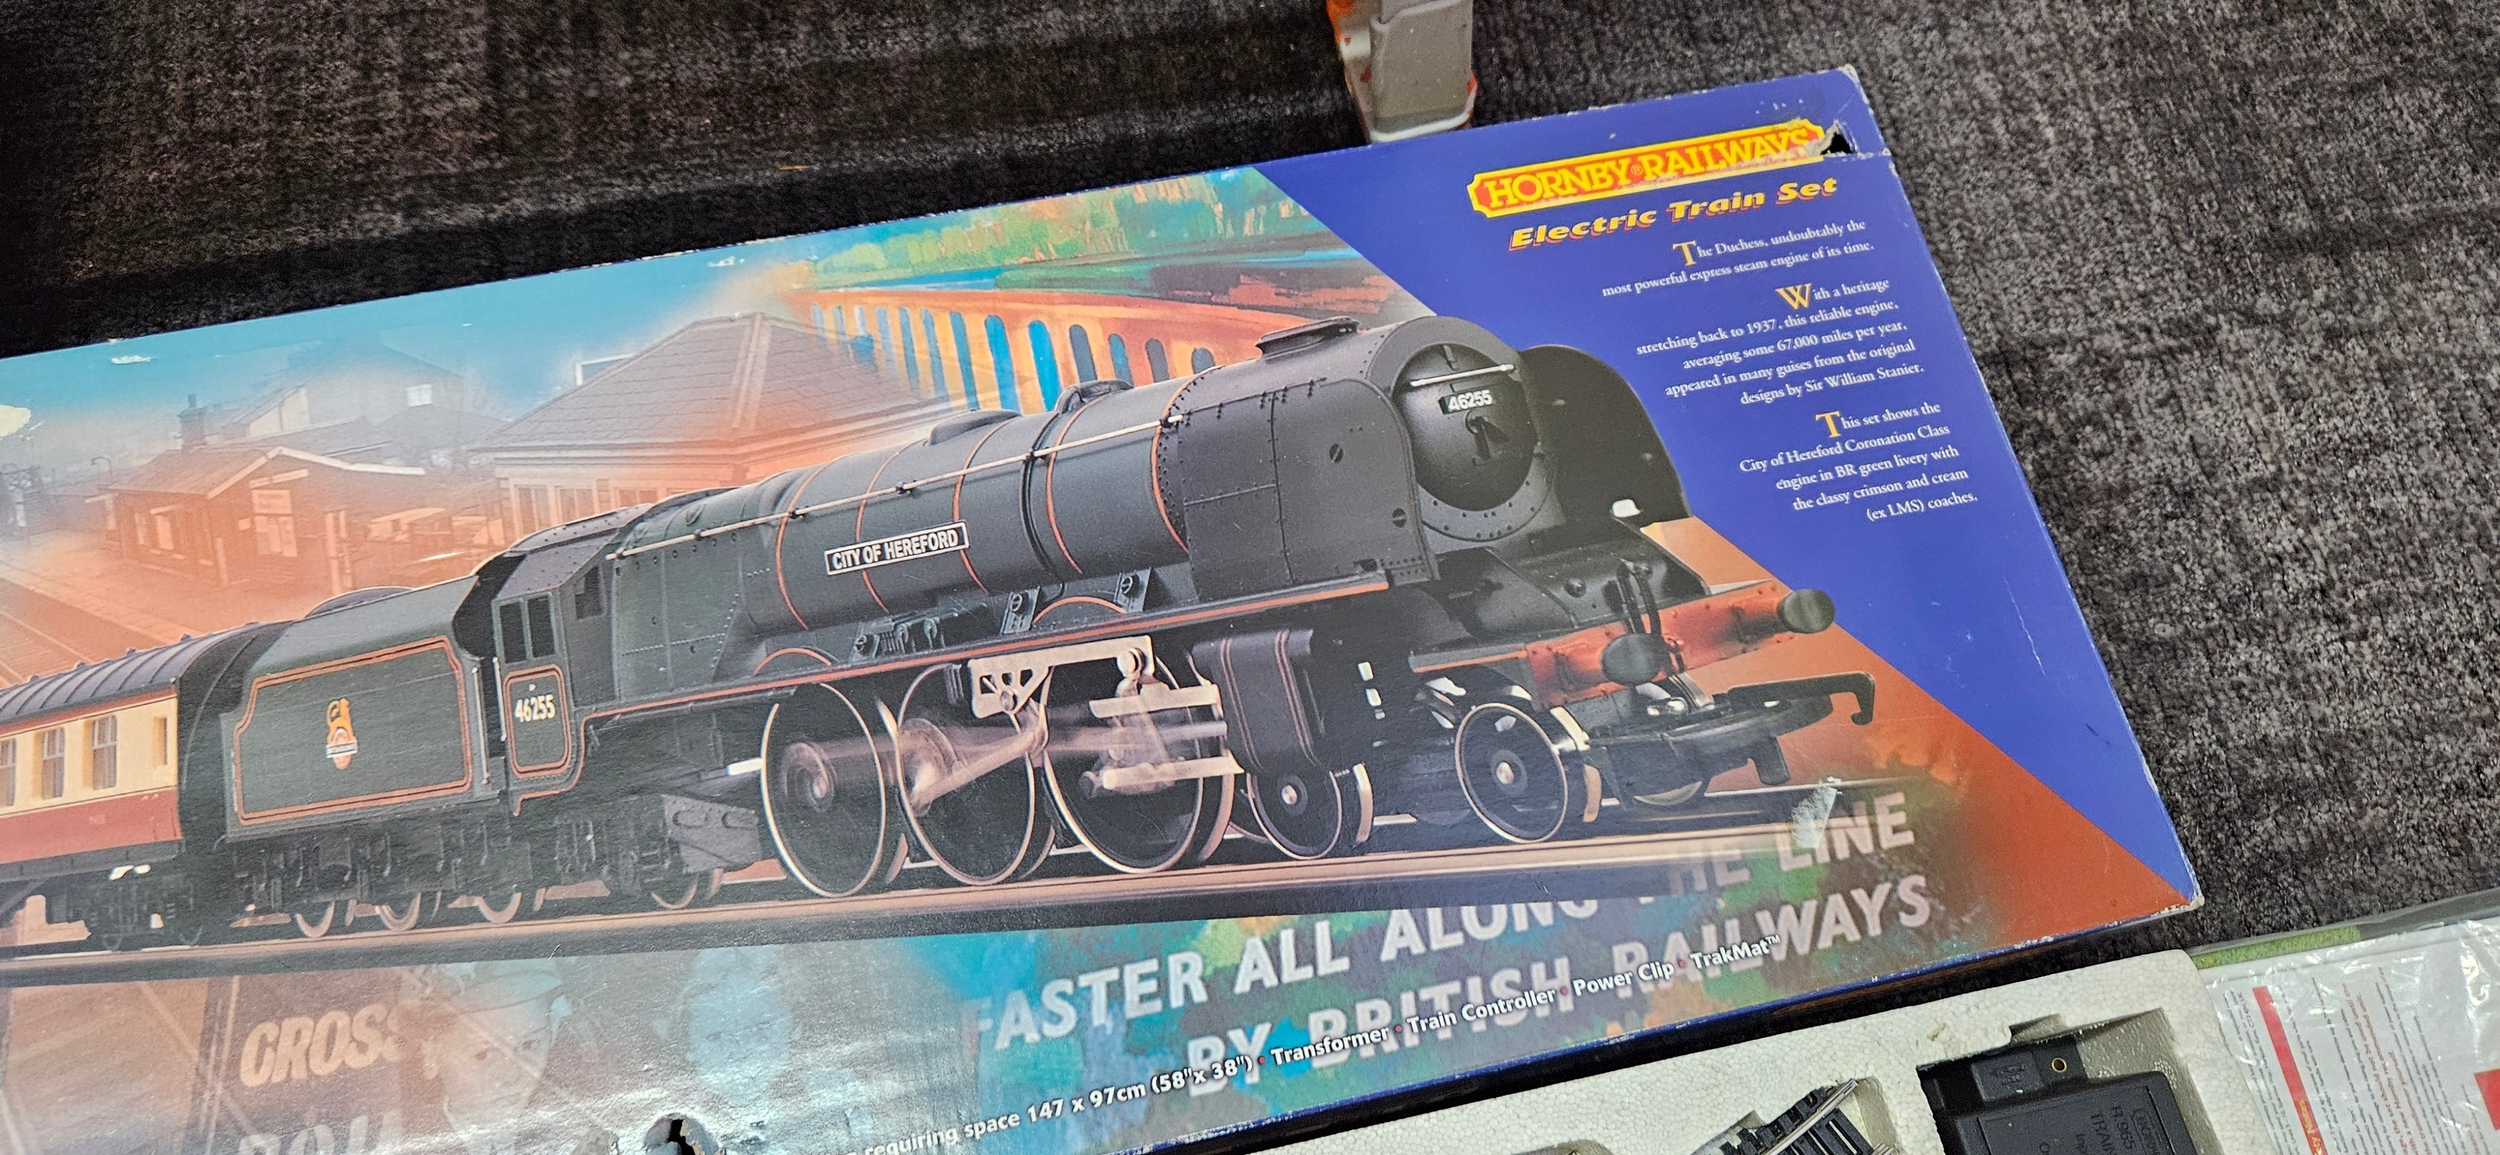 HORNBY® RAILWAYS
Electric Train Set
The Duchess, undoubtedly the
most powerful express steam engine of its time.
With a heritage
stretching back to 1937, this reliable engine,
averaging some 67,000 miles per year,
appeared in many guises from the original
designs by Sir William Stanier.
This set shows the
City of Hereford Coronation Class
engine in BR green livery with
the classy crimson and cream
(ex LMS) coaches.
46255
CITY OF HEREFORD
46255
FASTER ALL ALONG THE LINE
BY BRITISH RAILWAYS
CROSS
requiring space 147 x 97cm (58"x 38") • Transformer • Train Controller • Power Clip • TrakMat™